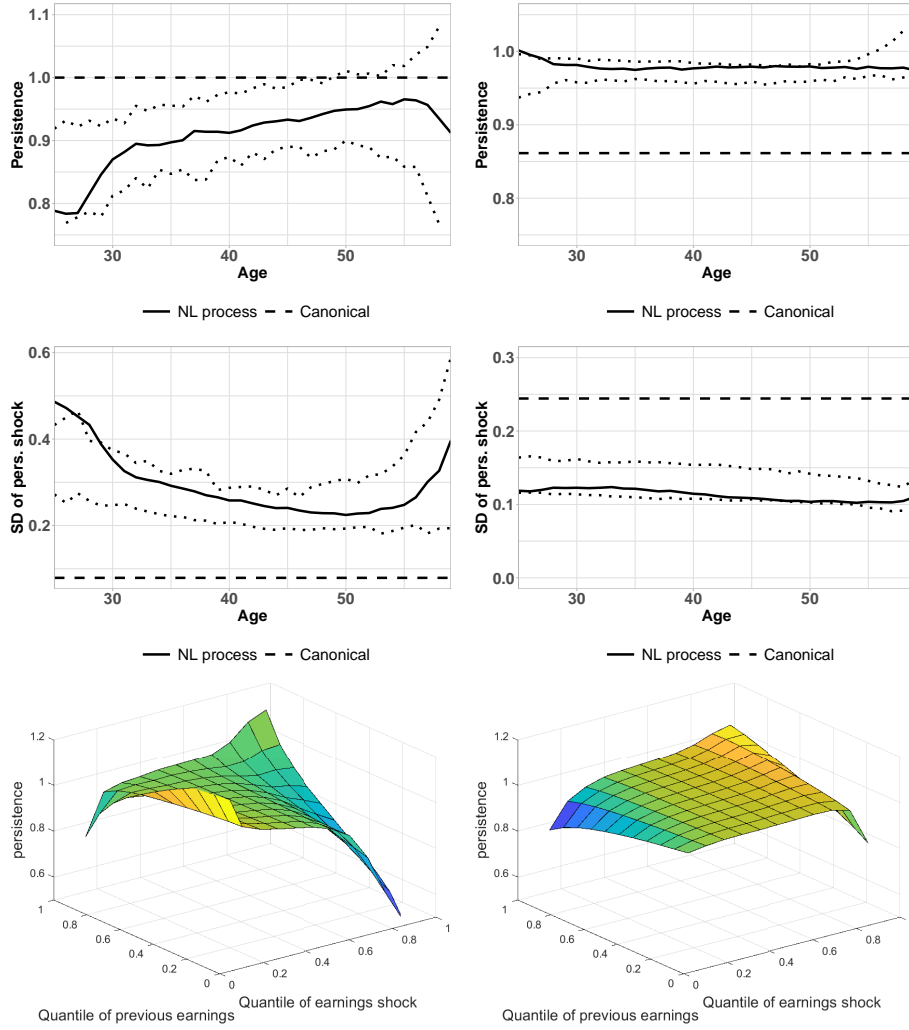 1.1
1.0
0.9
0.8
Persistence
30 40 50
Age
NL process Canonical
1.0
0.9
0.8
Persistence
30 40 50
Age
NL process Canonical
0.6
0.4
0.2
SD of pers. shock
30 40 50
Age
NL process Canonical
0.3
0.2
0.1
0.0
SD of pers. shock
30 40 50
Age
NL process Canonical
1.2
1
0.8
0.6
persistence
1
0.8
0.6
0.4
0.2
0
0
0.2
0.4
0.6
0.8
1
Quantile of previous earnings
Quantile of earnings shock
1.2
1
0.8
0.6
persistence
1
0.8
0.6
0.4
0.2
0
0
0.2
0.4
0.6
0.8
Quantile of previous earnings
Quantile of earnings shock